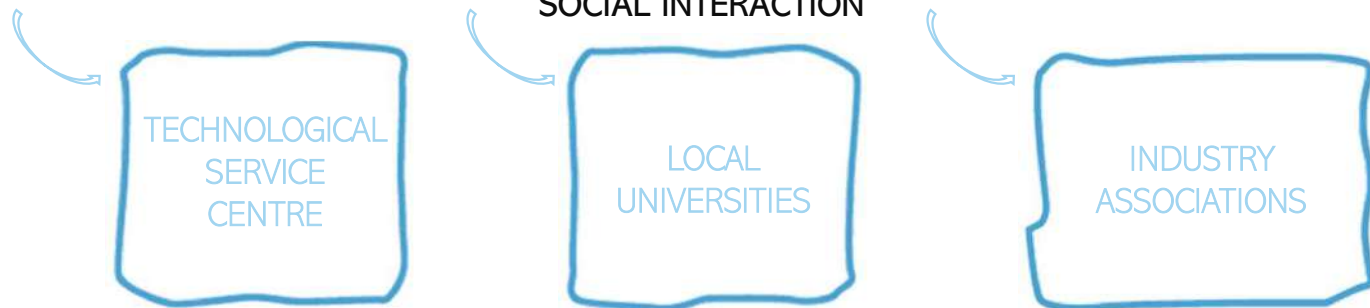 SOCIAL INTERACTION
TECHNOLOGICAL
SERVICE
CENTRE
LOCAL
UNIVERSITIES
INDUSTRY
ASSOCIATIONS